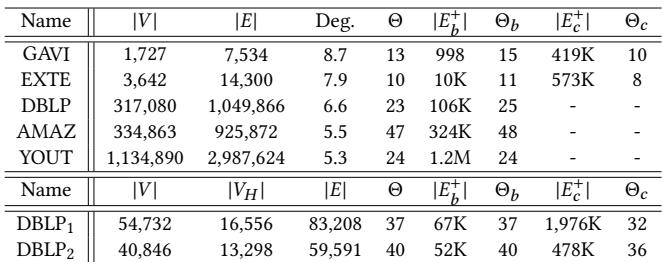 Name |V| |E| Deg. Θ |E_b^+| Θ_b |E_c^+| Θ_c
GAVI 1,727 7,534 8.7 13 998 15 419K 10
EXTE 3,642 14,300 7.9 10 10K 11 573K 8
DBLP 317,080 1,049,866 6.6 23 106K 25 - -
AMAZ 334,863 925,872 5.5 47 324K 48 - -
YOUT 1,134,890 2,987,624 5.3 24 1.2M 24 - -
Name |V| |V_H| |E| Θ |E_b^+| Θ_b |E_c^+| Θ_c
DBLP₁ 54,732 16,556 83,208 37 67K 37 1,976K 32
DBLP₂ 40,846 13,298 59,591 40 52K 40 478K 36